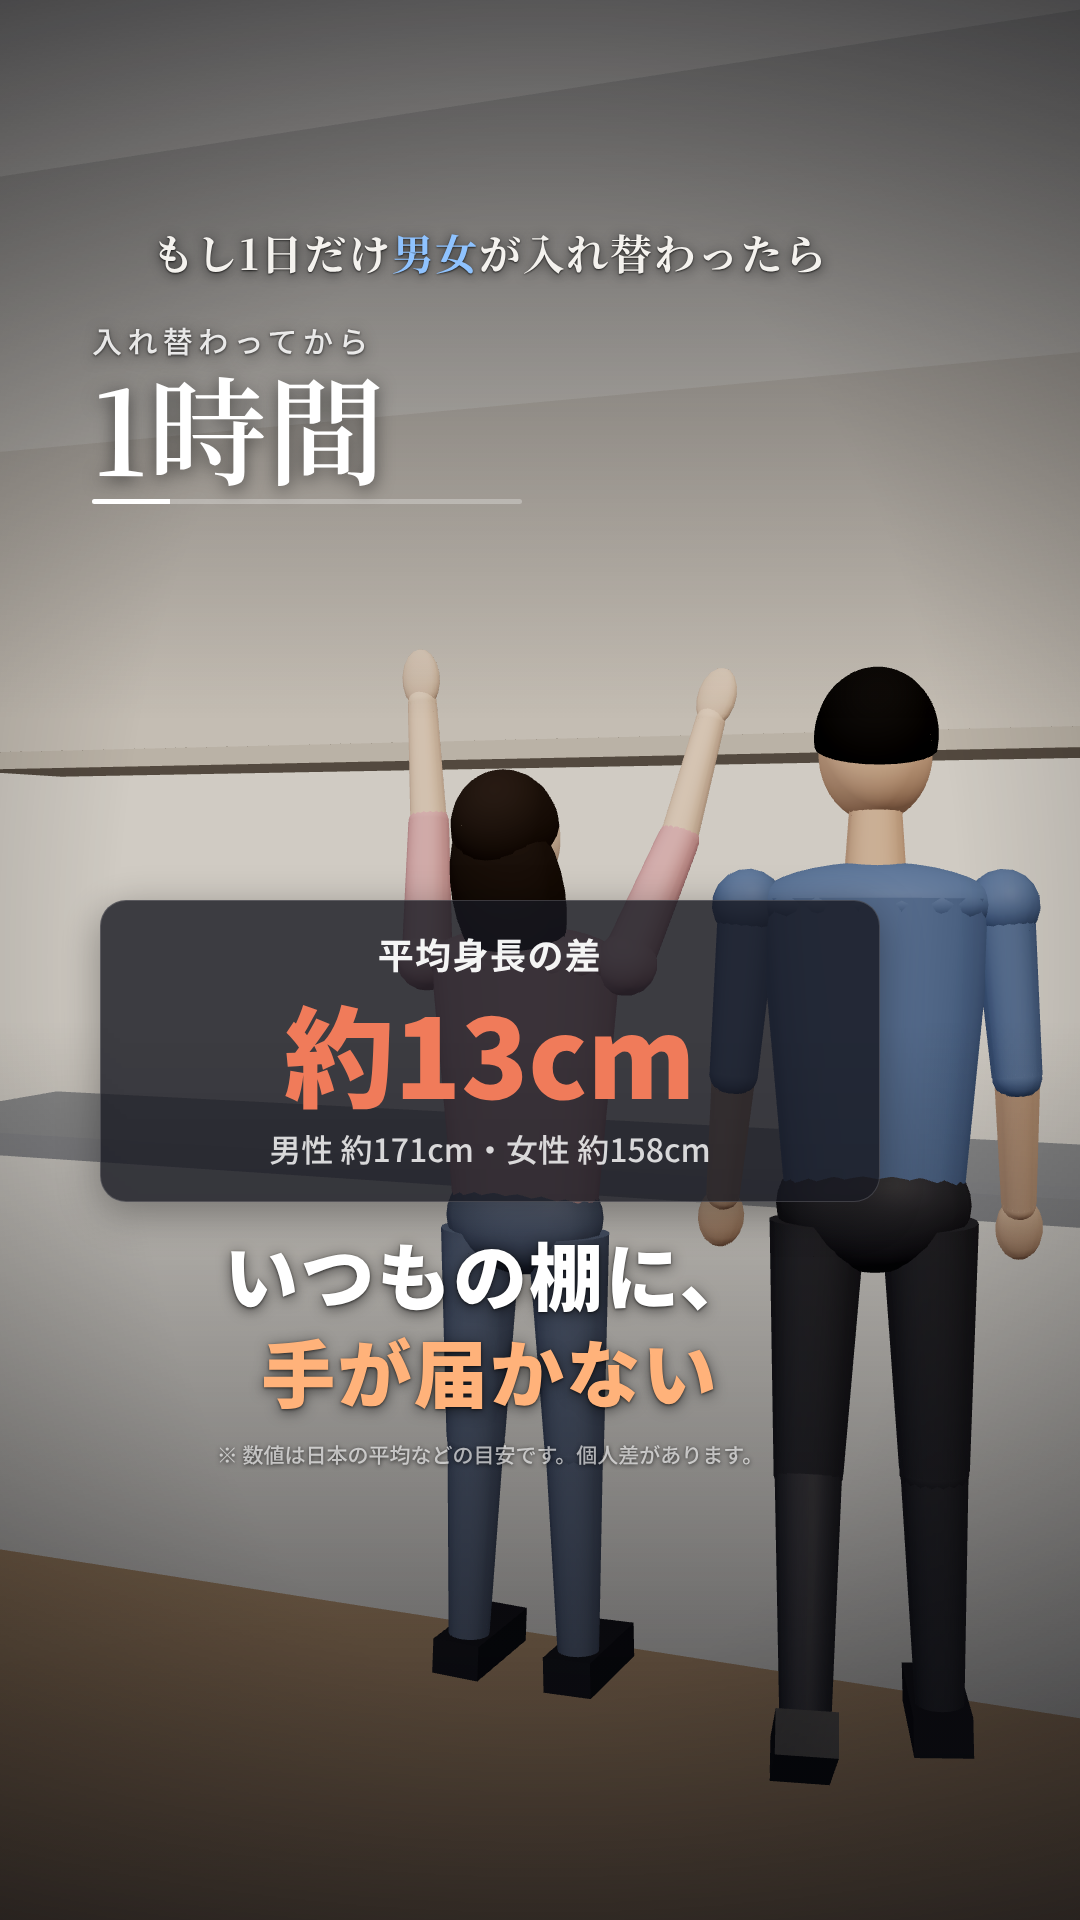 もし1日だけ男女が入れ替わったら
入れ替わってから
1時間
平均身長の差
約13cm
男性 約171cm・女性 約158cm
いつもの棚に、
手が届かない
※ 数値は日本の平均などの目安です。個人差があります。